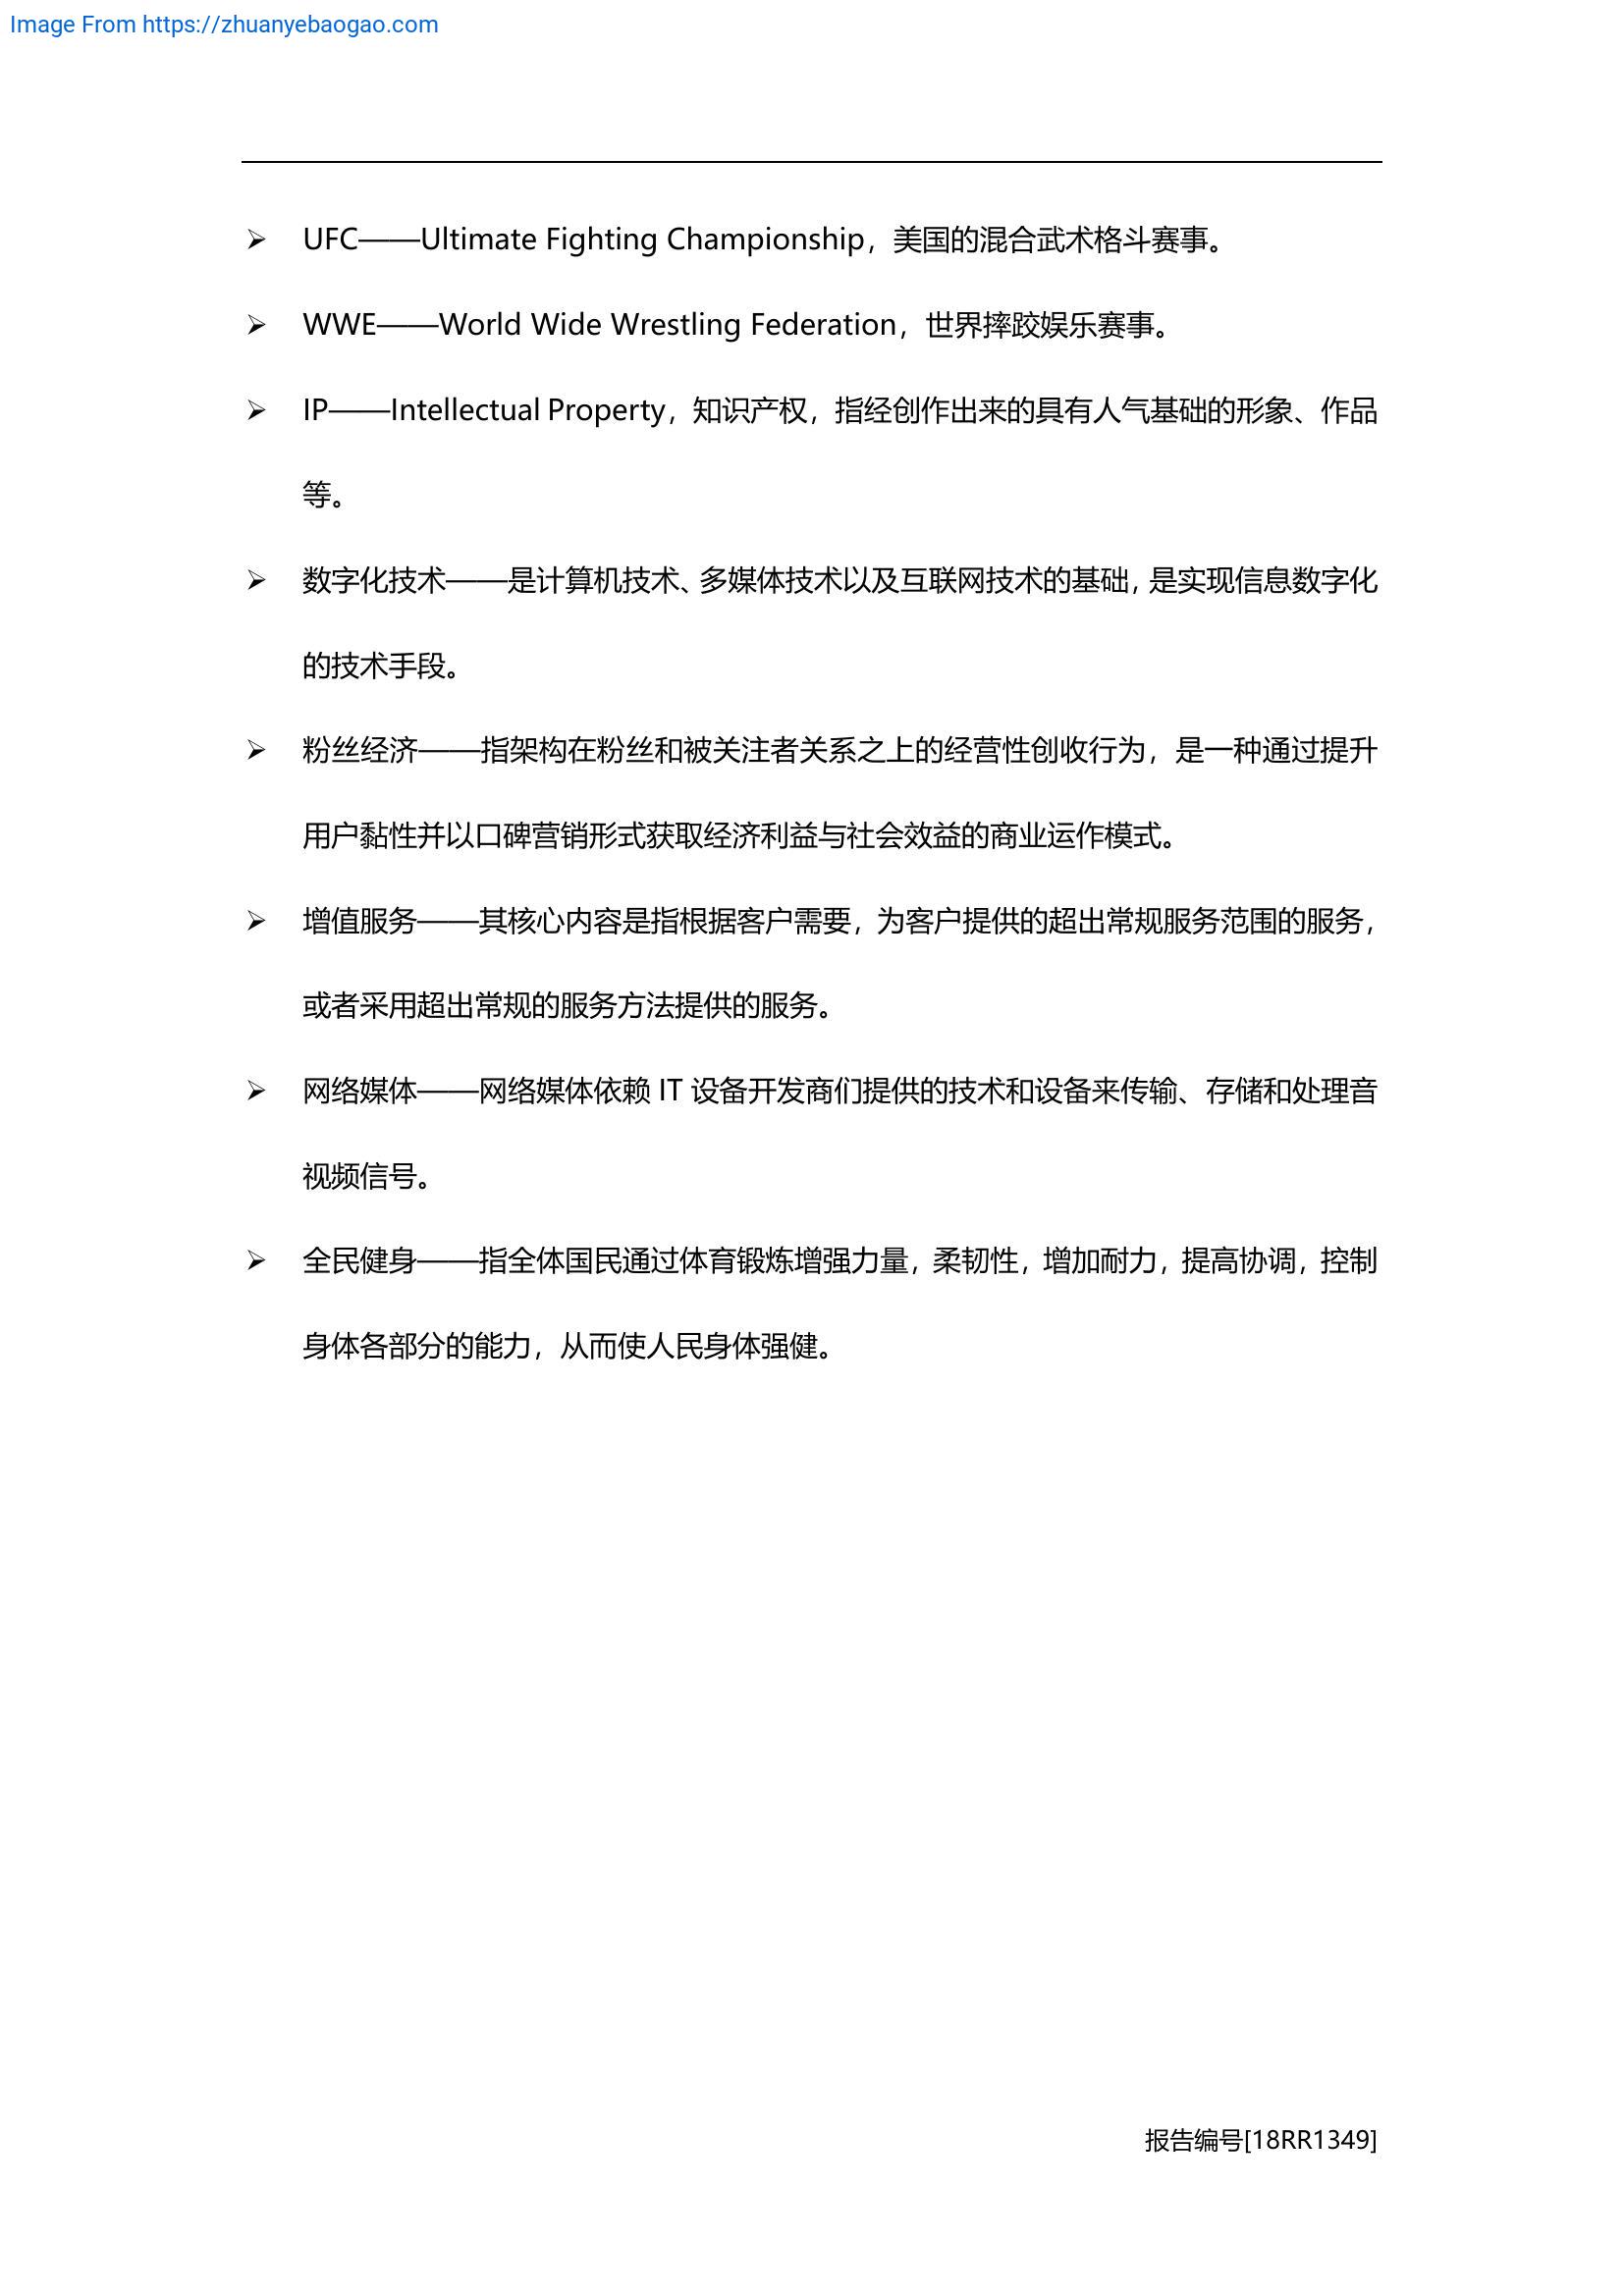 Image From https://zhuanyebaogao.com
➢ UFC——Ultimate Fighting Championship，美国的混合武术格斗赛事。
➢ WWE——World Wide Wrestling Federation，世界摔跤娱乐赛事。
➢ IP——Intellectual Property，知识产权，指经创作出来的具有人气基础的形象、作品
等。
➢ 数字化技术——是计算机技术、多媒体技术以及互联网技术的基础，是实现信息数字化
的技术手段。
➢ 粉丝经济——指架构在粉丝和被关注者关系之上的经营性创收行为，是一种通过提升
用户黏性并以口碑营销形式获取经济利益与社会效益的商业运作模式。
➢ 增值服务——其核心内容是指根据客户需要，为客户提供的超出常规服务范围的服务，
或者采用超出常规的服务方法提供的服务。
➢ 网络媒体——网络媒体依赖 IT 设备开发商们提供的技术和设备来传输、存储和处理音
视频信号。
➢ 全民健身——指全体国民通过体育锻炼增强力量，柔韧性，增加耐力，提高协调，控制
身体各部分的能力，从而使人民身体强健。
报告编号[18RR1349]